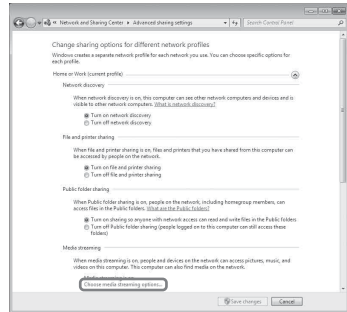 « Network and Sharing Center ▸ Advanced sharing settings
Search Control Panel
Change sharing options for different network profiles
Windows creates a separate network profile for each network you use. You can choose specific options for
each profile.
Home or Work (current profile)
Network discovery
When network discovery is on, this computer can see other network computers and devices and is
visible to other network computers. What is network discovery?
Turn on network discovery
Turn off network discovery
File and printer sharing
When file and printer sharing is on, files and printers that you have shared from this computer can
be accessed by people on the network.
Turn on file and printer sharing
Turn off file and printer sharing
Public folder sharing
When Public folder sharing is on, people on the network, including homegroup members, can
access files in the Public folders. What are the Public folders?
Turn on sharing so anyone with network access can read and write files in the Public folders
Turn off Public folder sharing (people logged on to this computer can still access these
folders)
Media streaming
When media streaming is on, people and devices on the network can access pictures, music, and
videos on this computer. This computer can also find media on the network.
Choose media streaming options...
Save changes
Cancel